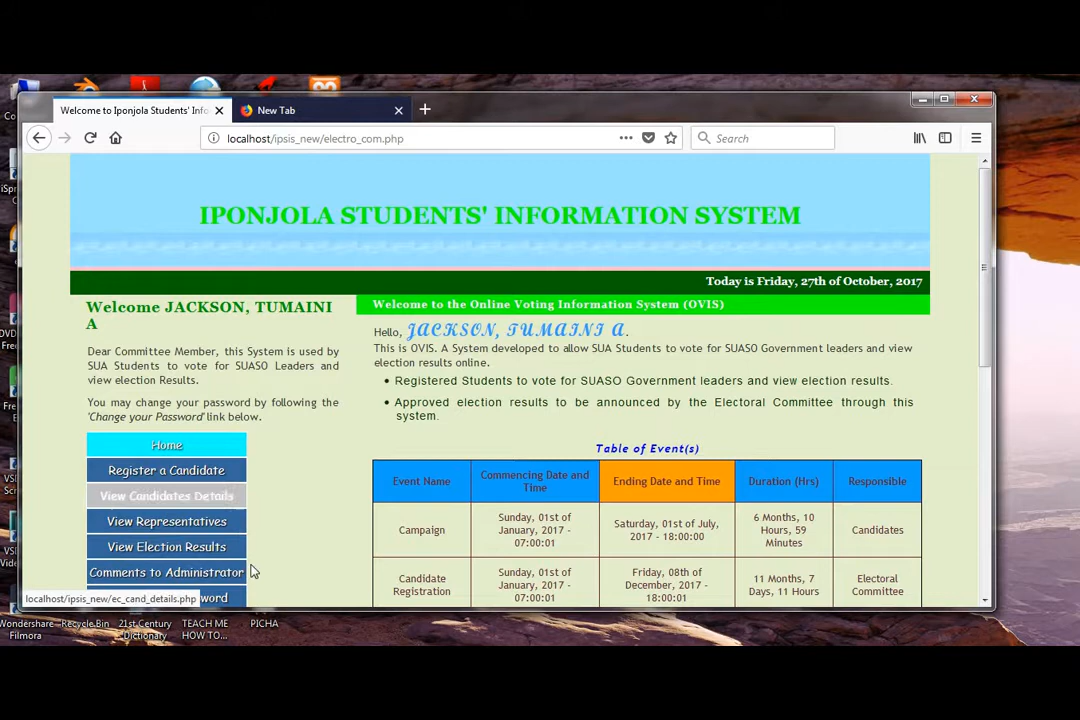 Welcome to Iponjola Students' Info
New Tab
localhost/ipsis_new/electro_com.php
Search
IPONJOLA STUDENTS' INFORMATION SYSTEM
Today is Friday, 27th of October, 2017
Welcome JACKSON, TUMAINI
A
Dear Committee Member, this System is used by
SUA Students to vote for SUASO Leaders and
view election Results.
You may change your password by following the
'Change your Password' link below.
Home
Register a Candidate
View Candidates Details
View Representatives
View Election Results
Comments to Administrator
word
localhost/ipsis_new/ec_cand_details.php
Welcome to the Online Voting Information System (OVIS)
Hello, JACKSON, TUMAINI A.
This is OVIS. A System developed to allow SUA Students to vote for SUASO Government leaders and view
election results online.
Registered Students to vote for SUASO Government leaders and view election results.
Approved election results to be announced by the Electoral Committee through this
system.
Table of Event(s)
Event Name
Commencing Date and
Time
Ending Date and Time
Duration (Hrs)
Responsible
Campaign
Sunday, 01st of
January, 2017 -
07:00:01
Saturday, 01st of July,
2017 - 18:00:00
6 Months, 10
Hours, 59
Minutes
Candidates
Candidate
Registration
Sunday, 01st of
January, 2017 -
07:00:01
Friday, 08th of
December, 2017 -
18:00:01
11 Months, 7
Days, 11 Hours
Electoral
Committee
Wondershare
Filmora
Recycle Bin
21st Century
Dictionary
TEACH ME
HOW TO...
PICHA